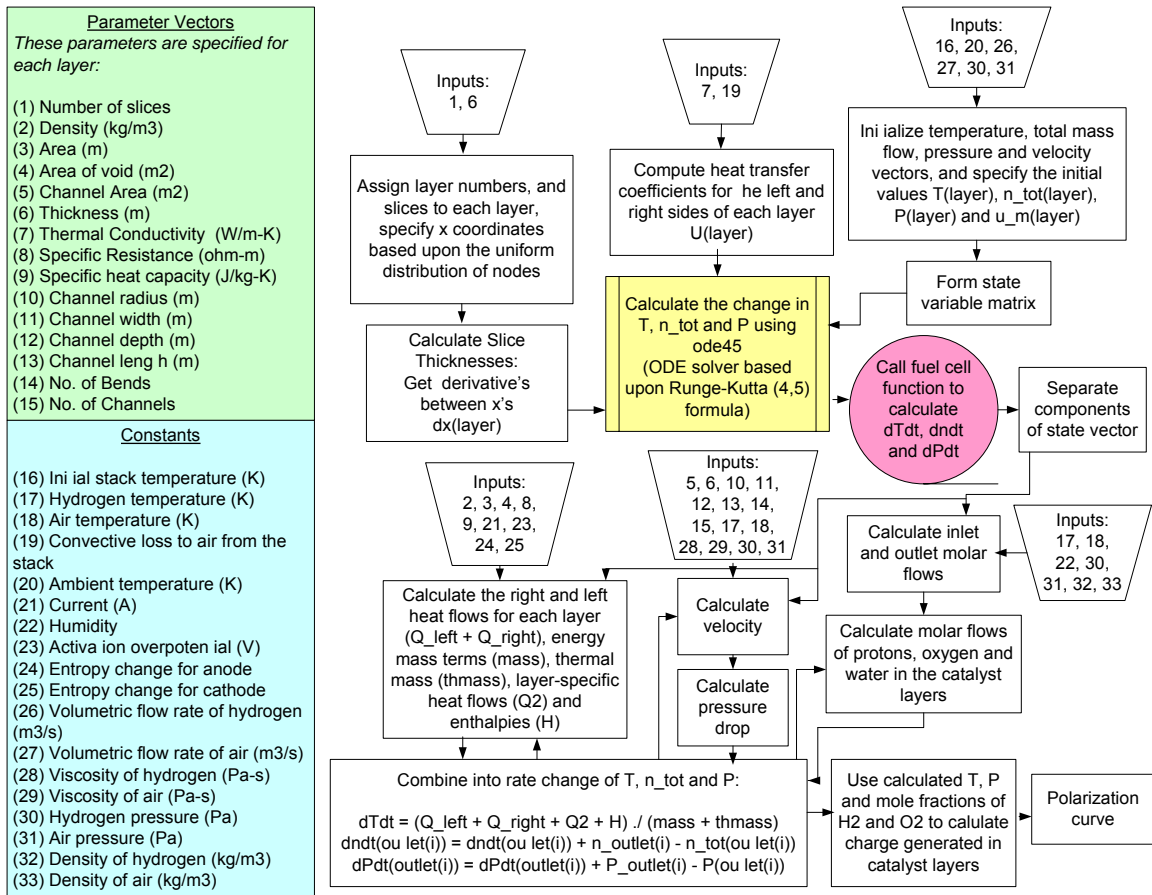 Parameter Vectors
These parameters are specified for
each layer:
(1) Number of slices
(2) Density (kg/m3)
(3) Area (m)
(4) Area of void (m2)
(5) Channel Area (m2)
(6) Thickness (m)
(7) Thermal Conductivity (W/m-K)
(8) Specific Resistance (ohm-m)
(9) Specific heat capacity (J/kg-K)
(10) Channel radius (m)
(11) Channel width (m)
(12) Channel depth (m)
(13) Channel leng h (m)
(14) No. of Bends
(15) No. of Channels
Constants
(16) Ini ial stack temperature (K)
(17) Hydrogen temperature (K)
(18) Air temperature (K)
(19) Convective loss to air from the
stack
(20) Ambient temperature (K)
(21) Current (A)
(22) Humidity
(23) Activa ion overpoten ial (V)
(24) Entropy change for anode
(25) Entropy change for cathode
(26) Volumetric flow rate of hydrogen
(m3/s)
(27) Volumetric flow rate of air (m3/s)
(28) Viscosity of hydrogen (Pa-s)
(29) Viscosity of air (Pa-s)
(30) Hydrogen pressure (Pa)
(31) Air pressure (Pa)
(32) Density of hydrogen (kg/m3)
(33) Density of air (kg/m3)
Inputs:
1, 6
Assign layer numbers, and
slices to each layer,
specify x coordinates
based upon the uniform
distribution of nodes
Calculate Slice
Thicknesses:
Get derivative's
between x's
dx(layer)
Inputs:
7, 19
Compute heat transfer
coefficients for he left and
right sides of each layer
U(layer)
Inputs:
16, 20, 26,
27, 30, 31
Ini ialize temperature, total mass
flow, pressure and velocity
vectors, and specify the initial
values T(layer), n_tot(layer),
P(layer) and u_m(layer)
Form state
variable matrix
Calculate the change in
T, n_tot and P using
ode45
(ODE solver based
upon Runge-Kutta (4,5)
formula)
Call fuel cell
function to
calculate
dTdt, dndt
and dPdt
Separate
components
of state vector
Inputs:
2, 3, 4, 8,
9, 21, 23,
24, 25
Calculate the right and left
heat flows for each layer
(Q_left + Q_right), energy
mass terms (mass), thermal
mass (thmass), layer-specific
heat flows (Q2) and
enthalpies (H)
Inputs:
5, 6, 10, 11,
12, 13, 14,
15, 17, 18,
28, 29, 30, 31
Calculate
velocity
Calculate
pressure
drop
Calculate inlet
and outlet molar
flows
Inputs:
17, 18,
22, 30,
31, 32, 33
Calculate molar flows
of protons, oxygen and
water in the catalyst
layers
Combine into rate change of T, n_tot and P:
dTdt = (Q_left + Q_right + Q2 + H) ./ (mass + thmass)
dndt(ou let(i)) = dndt(ou let(i)) + n_outlet(i) - n_tot(ou let(i))
dPdt(outlet(i)) = dPdt(outlet(i)) + P_outlet(i) - P(ou let(i))
Use calculated T, P
and mole fractions of
H2 and O2 to calulate
charge generated in
catalyst layers
Polarization
curve